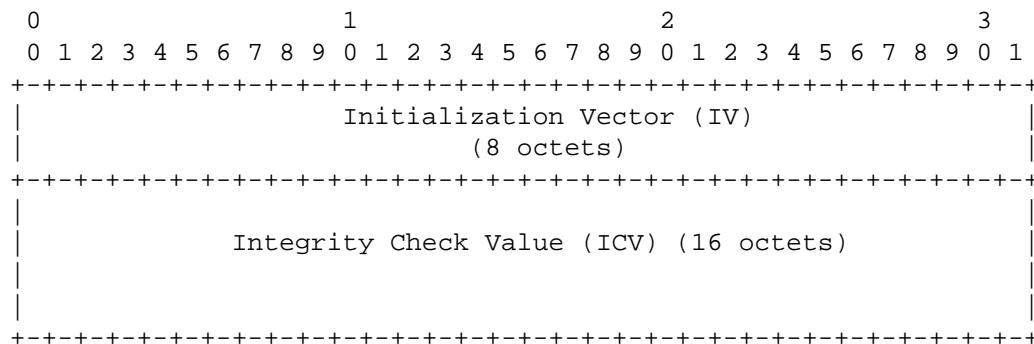 0                   1                   2                   3
 0 1 2 3 4 5 6 7 8 9 0 1 2 3 4 5 6 7 8 9 0 1 2 3 4 5 6 7 8 9 0 1
+-+-+-+-+-+-+-+-+-+-+-+-+-+-+-+-+-+-+-+-+-+-+-+-+-+-+-+-+-+-+-+-+
|                    Initialization Vector (IV)                 |
|                            (8 octets)                         |
+-+-+-+-+-+-+-+-+-+-+-+-+-+-+-+-+-+-+-+-+-+-+-+-+-+-+-+-+-+-+-+-+
|                                                               |
|             Integrity Check Value (ICV) (16 octets)           |
|                                                               |
|                                                               |
+-+-+-+-+-+-+-+-+-+-+-+-+-+-+-+-+-+-+-+-+-+-+-+-+-+-+-+-+-+-+-+-+